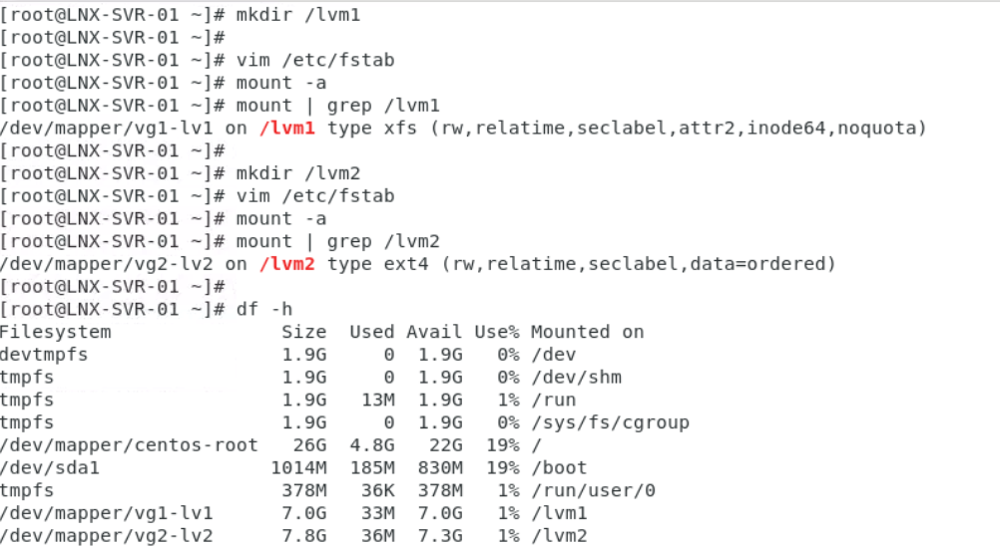 [root@LNX-SVR-01 ~]# mkdir /lvm1
[root@LNX-SVR-01 ~]#
[root@LNX-SVR-01 ~]# vim /etc/fstab
[root@LNX-SVR-01 ~]# mount -a
[root@LNX-SVR-01 ~]# mount | grep /lvm1
/dev/mapper/vg1-lv1 on /lvm1 type xfs (rw,relatime,seclabel,attr2,inode64,noquota)
[root@LNX-SVR-01 ~]#
[root@LNX-SVR-01 ~]# mkdir /lvm2
[root@LNX-SVR-01 ~]# vim /etc/fstab
[root@LNX-SVR-01 ~]# mount -a
[root@LNX-SVR-01 ~]# mount | grep /lvm2
/dev/mapper/vg2-lv2 on /lvm2 type ext4 (rw,relatime,seclabel,data=ordered)
[root@LNX-SVR-01 ~]#
[root@LNX-SVR-01 ~]# df -h
Filesystem               Size  Used Avail Use% Mounted on
devtmpfs                 1.9G     0  1.9G   0% /dev
tmpfs                    1.9G     0  1.9G   0% /dev/shm
tmpfs                    1.9G   13M  1.9G   1% /run
tmpfs                    1.9G     0  1.9G   0% /sys/fs/cgroup
/dev/mapper/centos-root   26G  4.8G   22G  19% /
/dev/sda1               1014M  185M  830M  19% /boot
tmpfs                    378M   36K  378M   1% /run/user/0
/dev/mapper/vg1-lv1      7.0G   33M  7.0G   1% /lvm1
/dev/mapper/vg2-lv2      7.8G   36M  7.3G   1% /lvm2